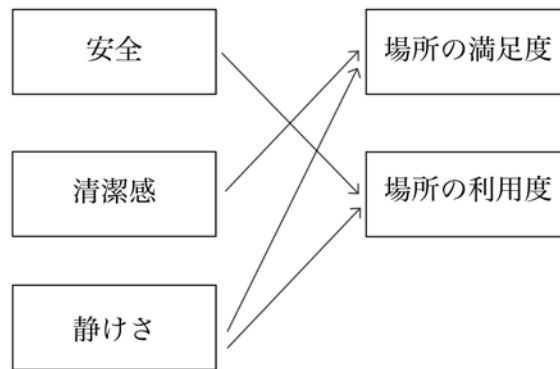 安全
場所の満足度
清潔感
場所の利用度
静けさ